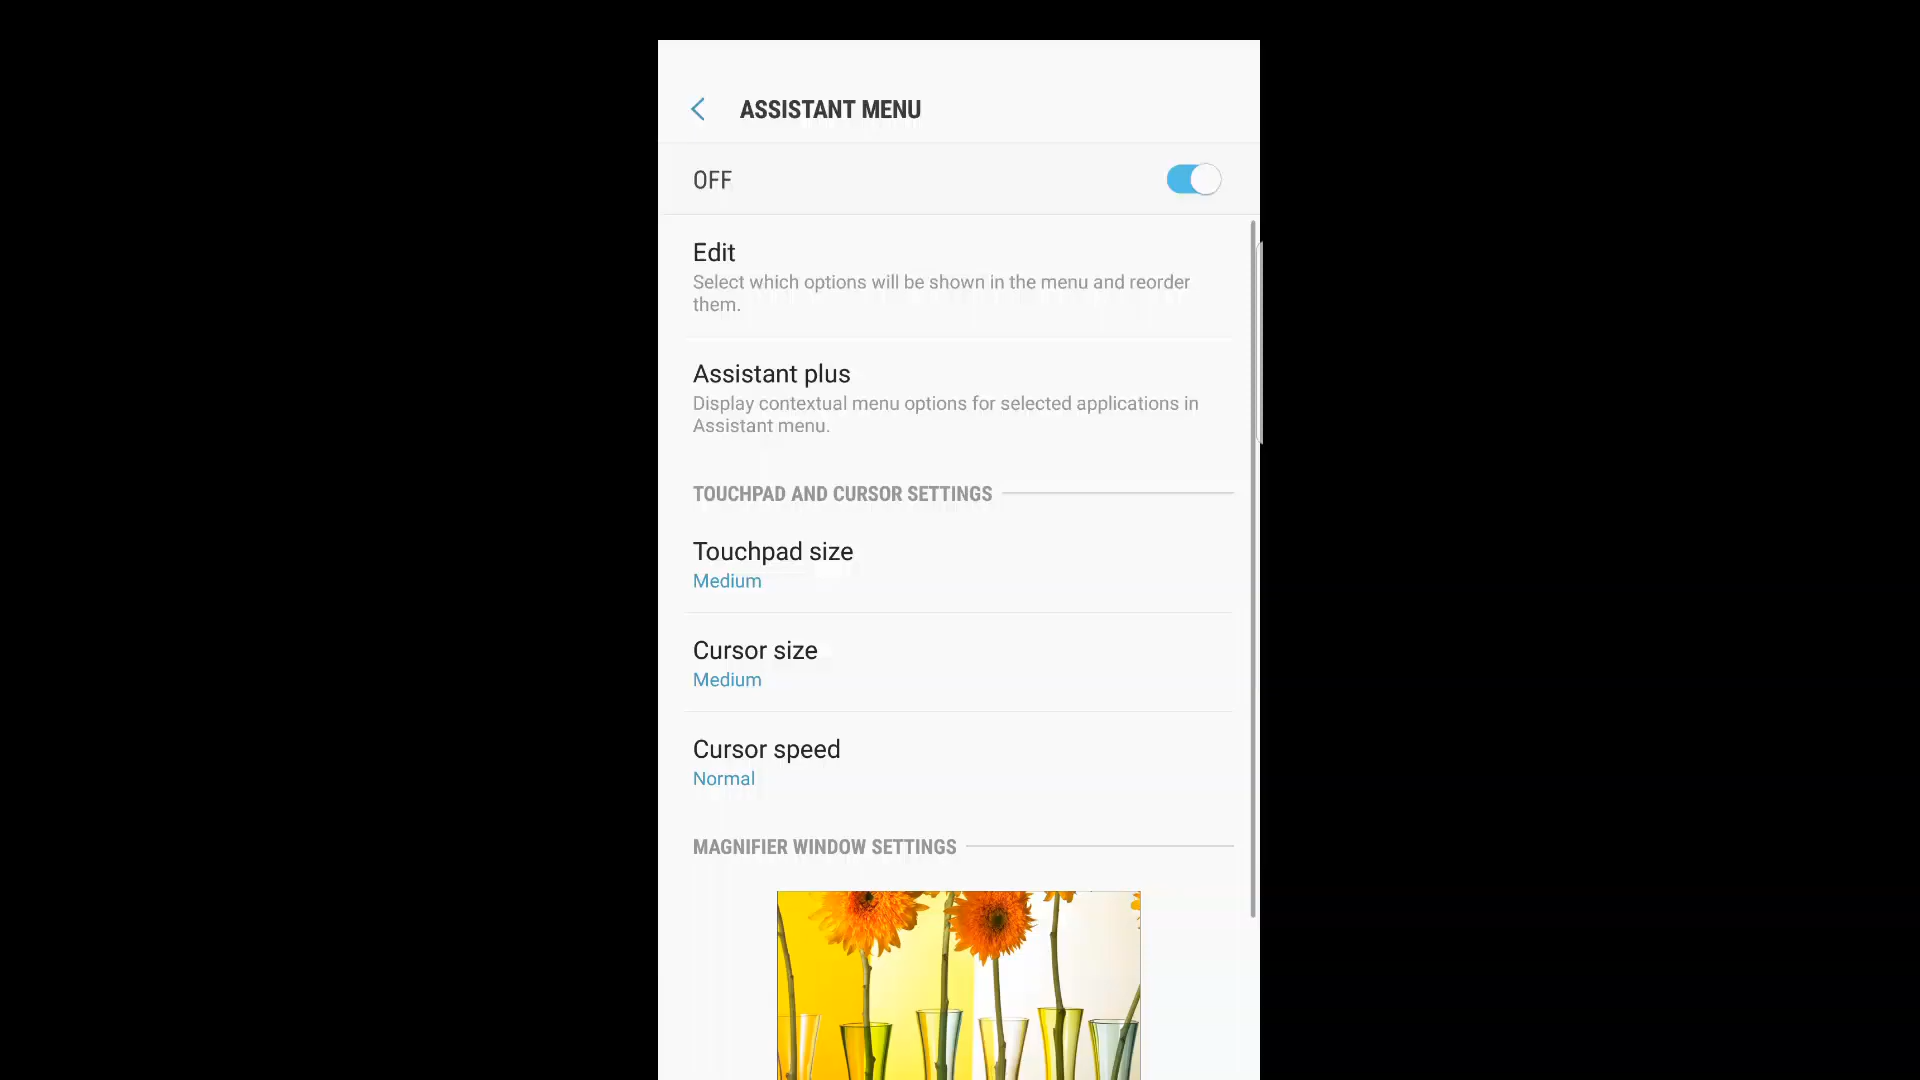 ASSISTANT MENU
OFF
Edit
Select which options will be shown in the menu and reorder
them.
Assistant plus
Display contextual menu options for selected applications in
Assistant menu.
TOUCHPAD AND CURSOR SETTINGS
Touchpad size
Medium
Cursor size
Medium
Cursor speed
Normal
MAGNIFIER WINDOW SETTINGS